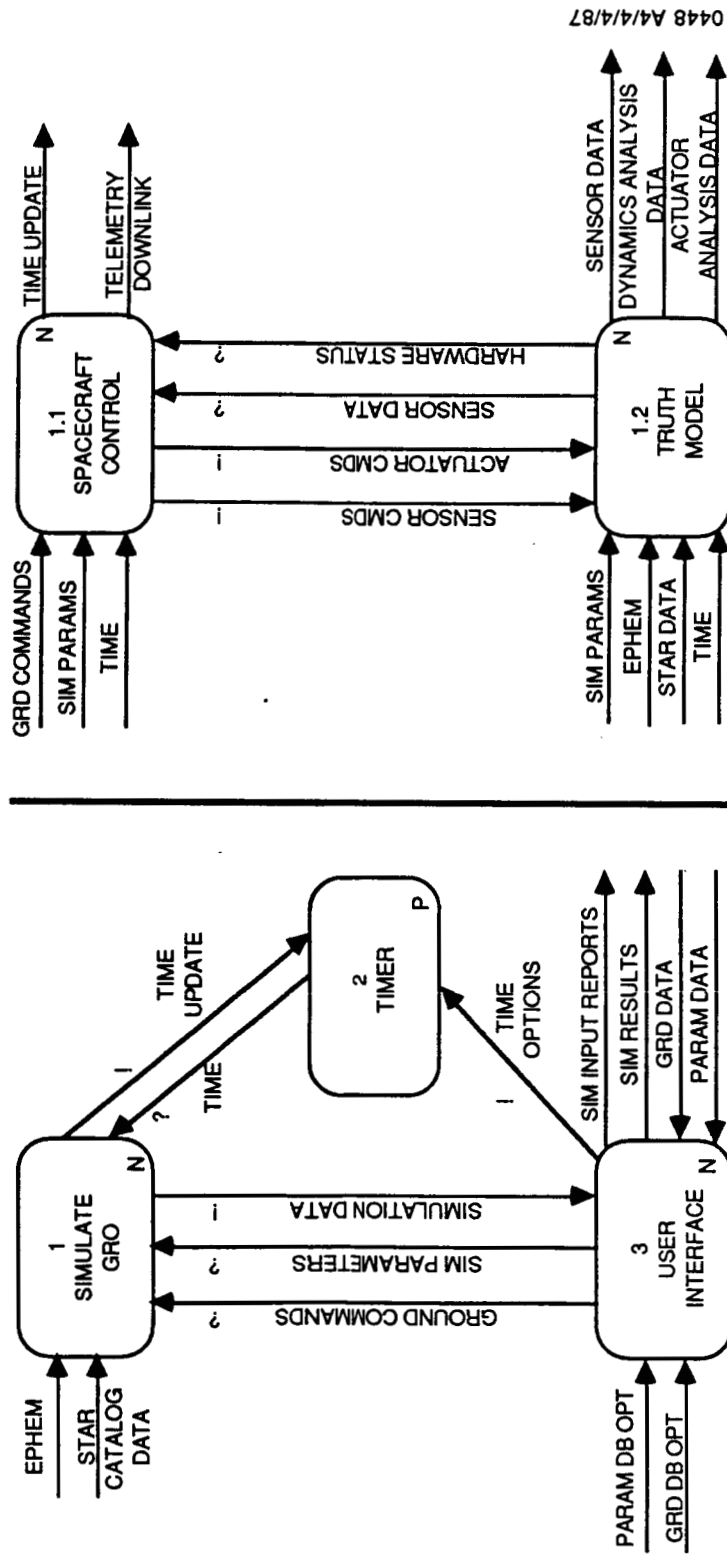 EPHEM
STAR
CATALOG
DATA
1
SIMULATE
GRO
N
!
TIME
UPDATE
?
TIME
2
TIMER
P
GROUND COMMANDS
?
SIM PARAMETERS
?
SIMULATION DATA
!
!
TIME
OPTIONS
PARAM DB OPT
GRD DB OPT
3
USER
INTERFACE
N
SIM INPUT REPORTS
SIM RESULTS
GRD DATA
PARAM DATA
GRD COMMANDS
SIM PARAMS
TIME
1.1
SPACECRAFT
CONTROL
N
TIME UPDATE
TELEMETRY
DOWNLINK
SENSOR CMDS
!
ACTUATOR CMDS
!
SENSOR DATA
?
HARDWARE STATUS
?
SIM PARAMS
EPHEM
STAR DATA
TIME
1.2
TRUTH
MODEL
N
SENSOR DATA
DYNAMICS ANALYSIS
DATA
ACTUATOR
ANALYSIS DATA
0448 A4/4/4/87